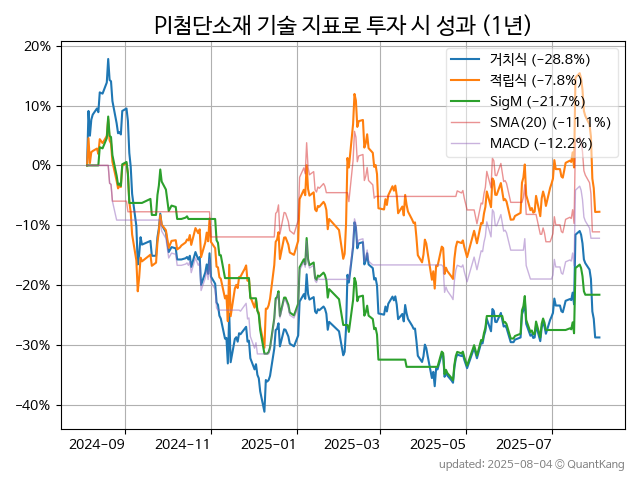 PI첨단소재 기술 지표로 투자 시 성과 (1년)
거치식 (−28.8%)
적립식 (−7.8%)
SigM (−21.7%)
SMA(20) (−11.1%)
MACD (−12.2%)
20%
10%
0%
−10%
−20%
−30%
−40%
2024-09 2024-11 2025-01 2025-03 2025-05 2025-07
updated: 2025-08-04 © QuantKang